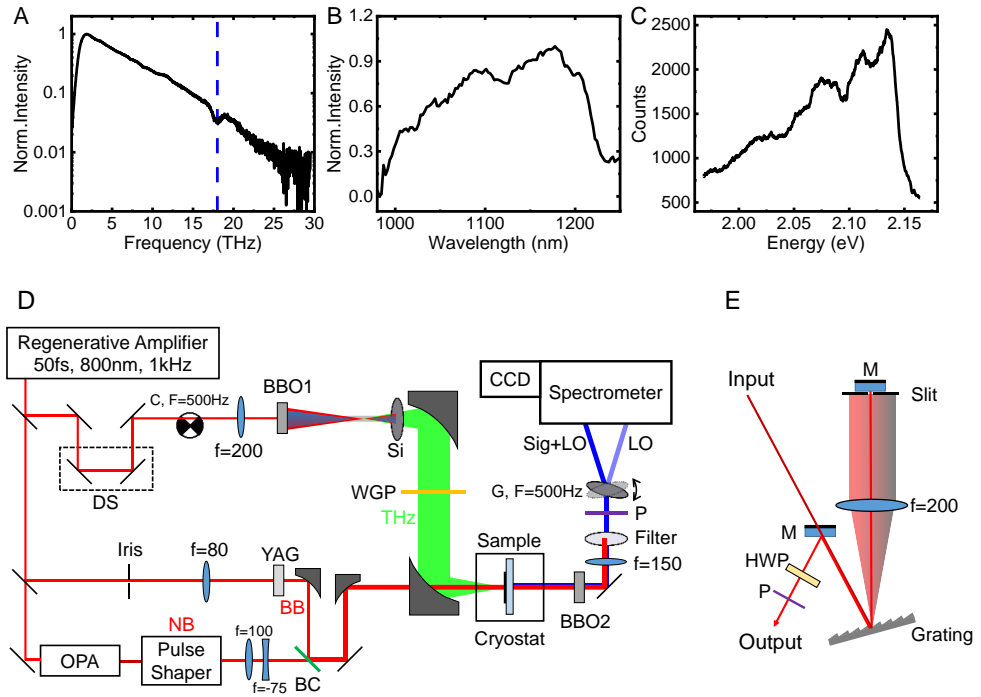 A
Norm.Intensity
1
0.1
0.01
0.001
0
5
10
15
20
25
30
Frequency (THz)
B
Norm.Intensity
1.2
0.9
0.6
0.3
0.0
1000
1100
1200
Wavelength (nm)
C
Counts
2500
2000
1500
1000
500
2.00
2.05
2.10
2.15
Energy (eV)
D
Regenerative Amplifier
50fs, 800nm, 1kHz
C, F=500Hz
BBO1
f=200
DS
Si
WGP
THz
CCD
Spectrometer
Sig+LO
LO
G, F=500Hz
P
Filter
f=150
Sample
Cryostat
BBO2
Iris
f=80
YAG
BB
NB
OPA
Pulse
Shaper
f=100
f=-75
BC
E
M
Input
Slit
f=200
M
HWP
P
Output
Grating